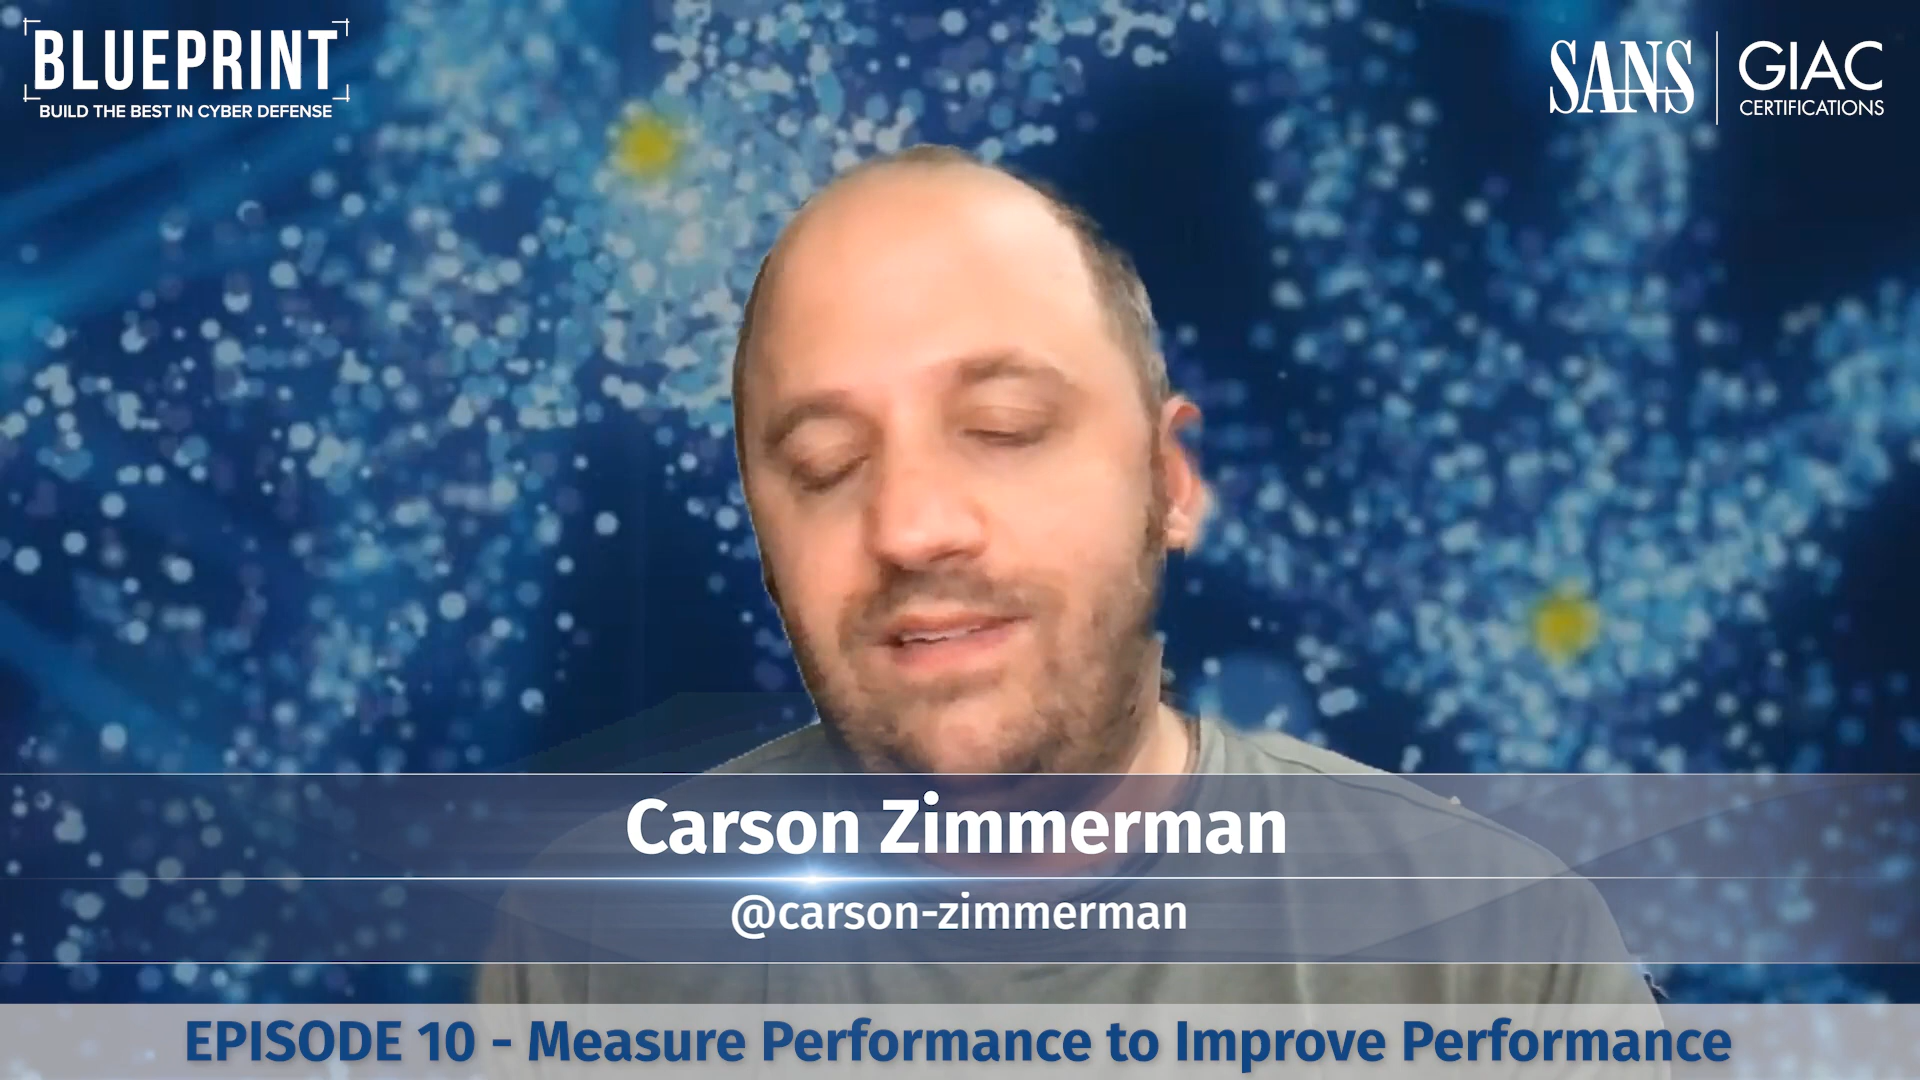 BLUEPRINT
BUILD THE BEST IN CYBER DEFENSE
SANS
GIAC
CERTIFICATIONS
Carson Zimmerman
@carson-zimmerman
EPISODE 10 - Measure Performance to Improve Performance